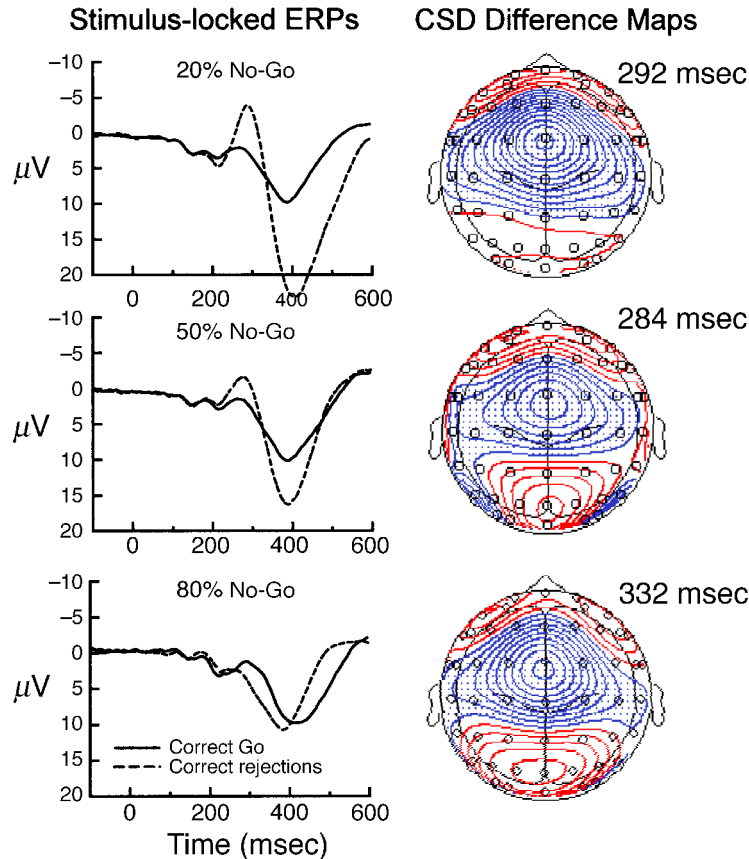 Stimulus-locked ERPs
CSD Difference Maps
20% No-Go
−10
−5
0
5
10
15
20
μV
0 200 400 600
292 msec
50% No-Go
−10
−5
0
5
10
15
20
μV
0 200 400 600
284 msec
80% No-Go
−10
−5
0
5
10
15
20
μV
Correct Go
Correct rejections
0 200 400 600
Time (msec)
332 msec